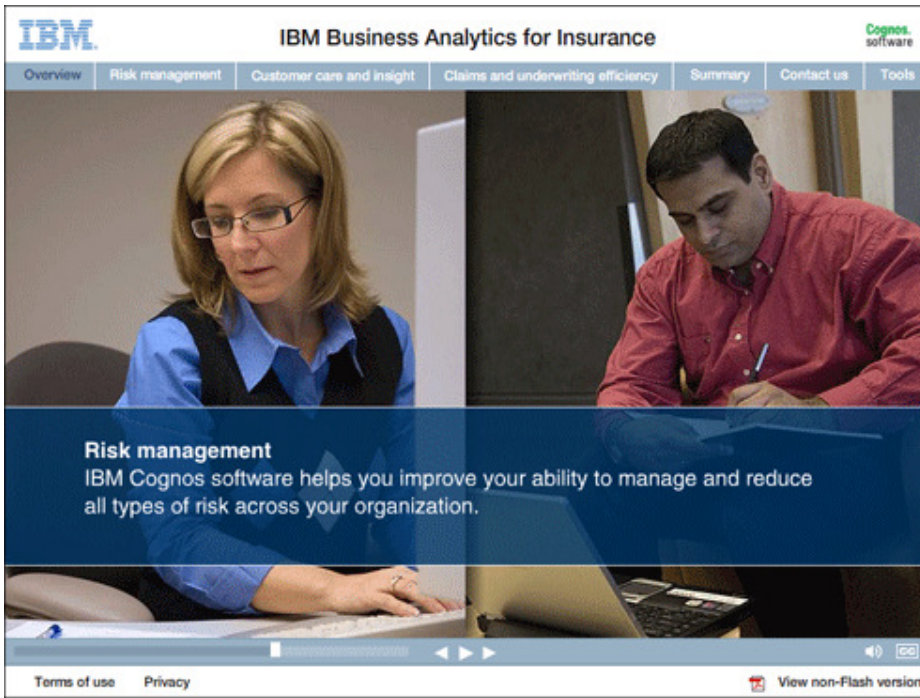 IBM.
IBM Business Analytics for Insurance
Cognos.
software
Overview Risk management Customer care and insight Claims and underwriting efficiency Summary Contact us Tools
Risk management
IBM Cognos software helps you improve your ability to manage and reduce
all types of risk across your organization.
CC
Terms of use Privacy View non-Flash version